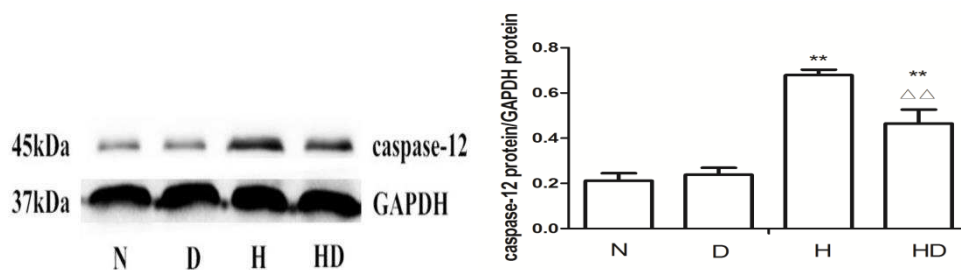 45kDa caspase-12
37kDa GAPDH
N D H HD
caspase-12 protein/GAPDH protein
0.8
0.6
0.4
0.2
0.0
**
**
△△
N D H HD